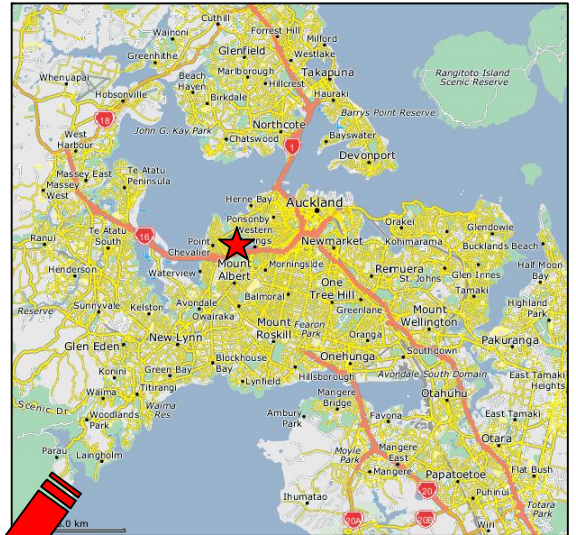 Cuthill
Forrest Hill
Milford
Wainoni
Greenhithe
Glenfield
Westlake
Whenuapai
Beach
Haven
Marlborough
Hillcrest
Takapuna
Rangitoto Island
Scenic Reserve
Hobsonville
Birkdale
Hauraki
18
John G. Kay Park
Northcote
Barrys Point Reserve
West
Harbour
Chatswood
1
Bayswater
Devonport
Massey East
Massey
West
Te Atatu
Peninsula
Herne Bay
Auckland
Ponsonby
Western
ngs
Orakei
Glendowie
Ranui
Te Atatu
South
16
Point
Chevalier
Newmarket
Kohimarama
Bucklands Beach
Henderson
Waterview
Mount
Albert
Morningside
Remuera
St. Johns
Glen Innes
Half Moon
Bay
Reserve
Sunnyvale
Kelston
Avondale
Owairaka
Balmoral
One
Tree Hill
Greenlane
Tamaki
Mount
Wellington
Highland
Park
Glen Eden
New Lynn
Mount
Roskill
Fearon
Park
Oranga
Pakuranga
Konini
Green Bay
Blockhouse
Bay
Onehunga
Southdown
Waima
Titirangi
Lynfield
Hillsborough
Avondale South Domain
East Tamaki
Heights
Scenic Dr
Woodlands
Park
Waima
Res
Mangere
Bridge
Otahuhu
Parau
Laingholm
Ambury
Park
Favona
East Tamaki
Moyle
Park
Mangere
East
Otara
Mangere
Papatoetoe
Flat Bush
Ihumatao
20
Puhinui
Totara
Park
.0 km
20A
20B
Wiri